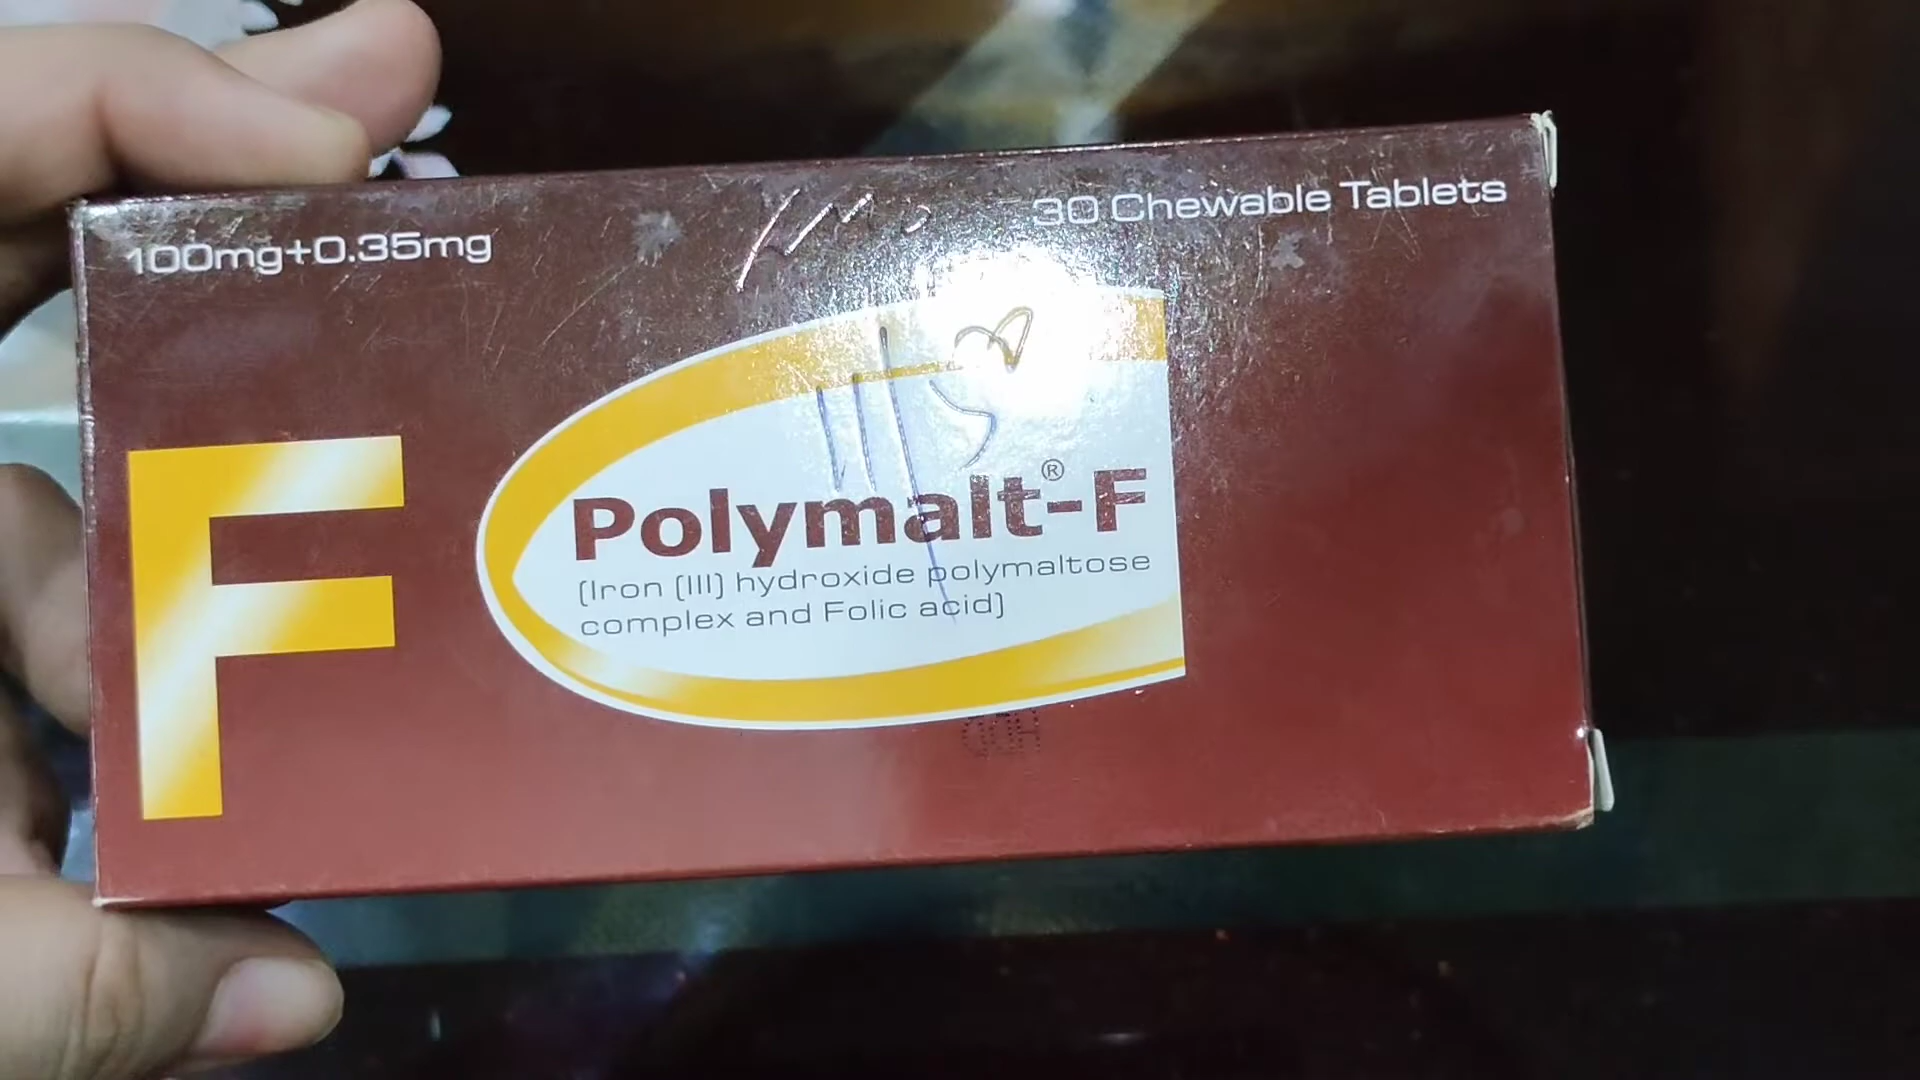 100mg+0.35mg
30 Chewable Tablets
F
Polymalt®-F
(Iron (III) hydroxide polymaltose
complex and Folic acid)